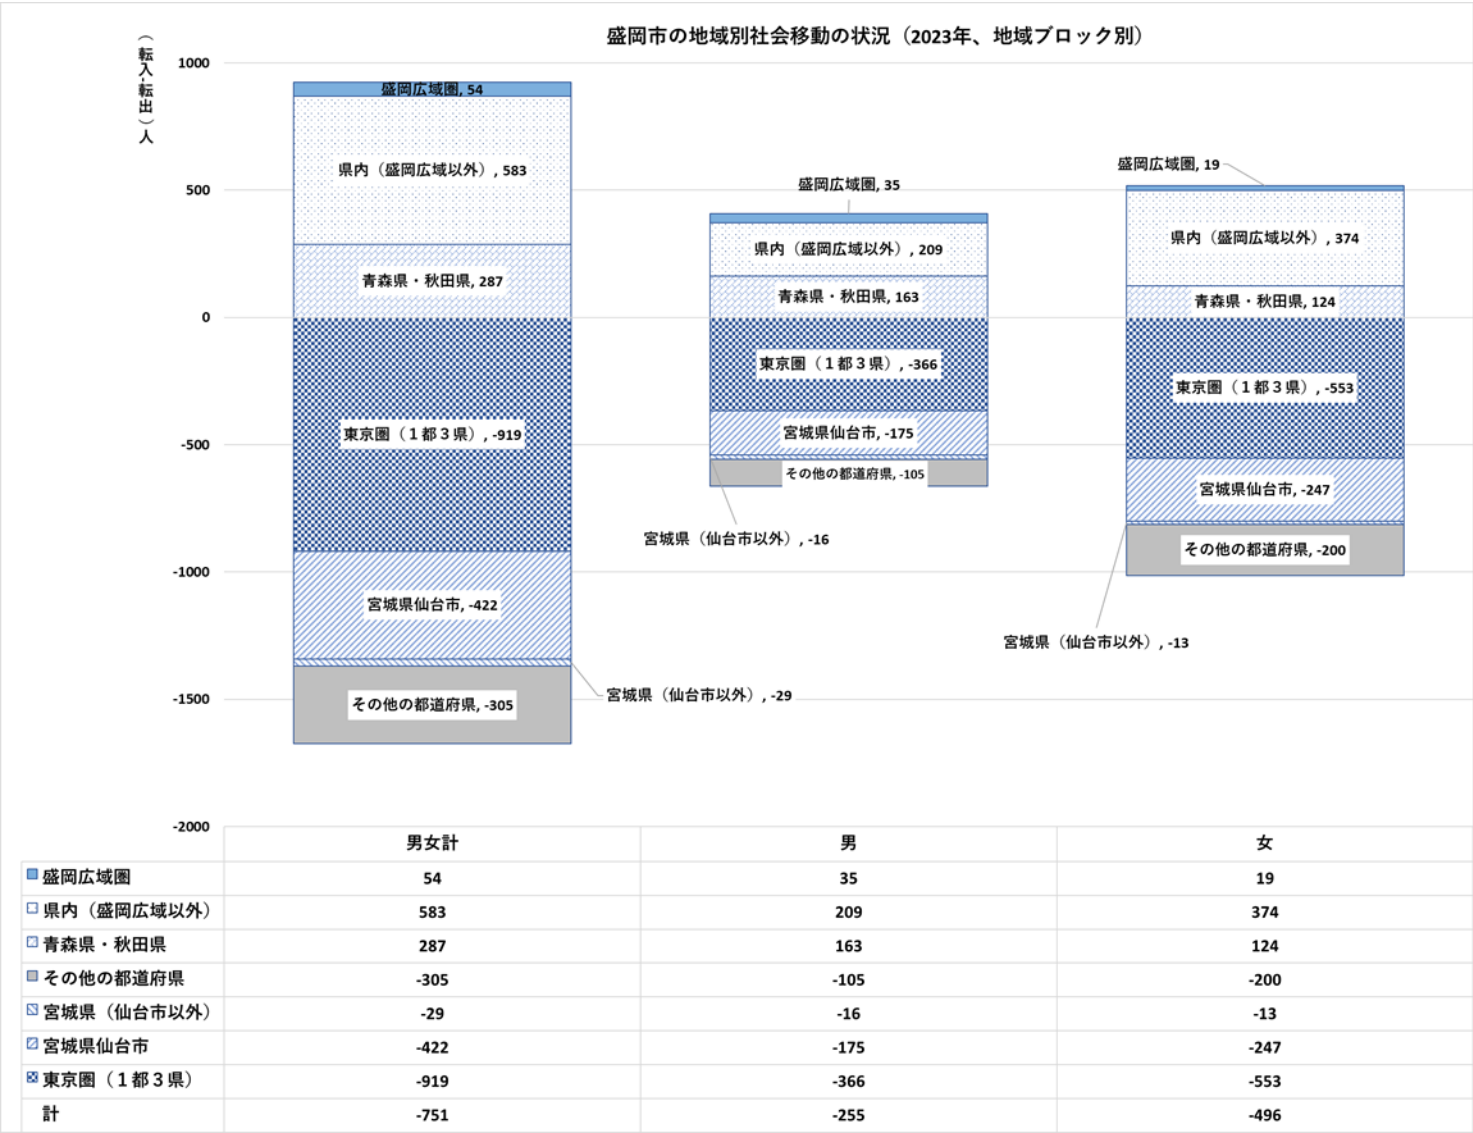 盛岡市の地域別社会移動の状況（2023年、地域ブロック別）
（転入-転出）人
1000
500
0
-500
-1000
-1500
-2000
盛岡広域圏, 54
県内（盛岡広域以外）, 583
青森県・秋田県, 287
東京圏（１都３県）, -919
宮城県仙台市, -422
宮城県（仙台市以外）, -29
その他の都道府県, -305
盛岡広域圏, 35
県内（盛岡広域以外）, 209
青森県・秋田県, 163
東京圏（１都３県）, -366
宮城県仙台市, -175
その他の都道府県, -105
宮城県（仙台市以外）, -16
盛岡広域圏, 19
県内（盛岡広域以外）, 374
青森県・秋田県, 124
東京圏（１都３県）, -553
宮城県仙台市, -247
その他の都道府県, -200
宮城県（仙台市以外）, -13
男女計 男 女
盛岡広域圏 54 35 19
県内（盛岡広域以外） 583 209 374
青森県・秋田県 287 163 124
その他の都道府県 -305 -105 -200
宮城県（仙台市以外） -29 -16 -13
宮城県仙台市 -422 -175 -247
東京圏（１都３県） -919 -366 -553
計 -751 -255 -496